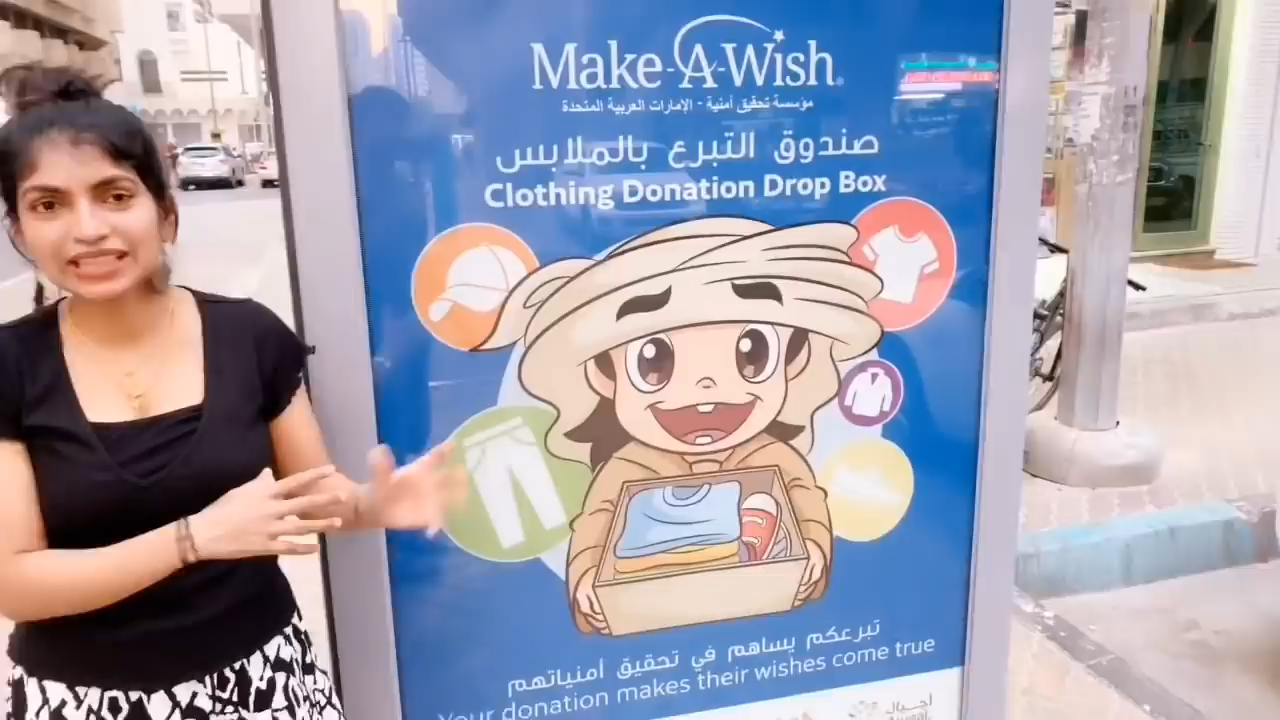 Make-A-Wish
مؤسسة تحقيق أمنية - الإمارات العربية المتحدة
صندوق التبرع بالملابس
Clothing Donation Drop Box
تبرعكم يساهم في تحقيق أمنياتهم
Your donation makes their wishes come true